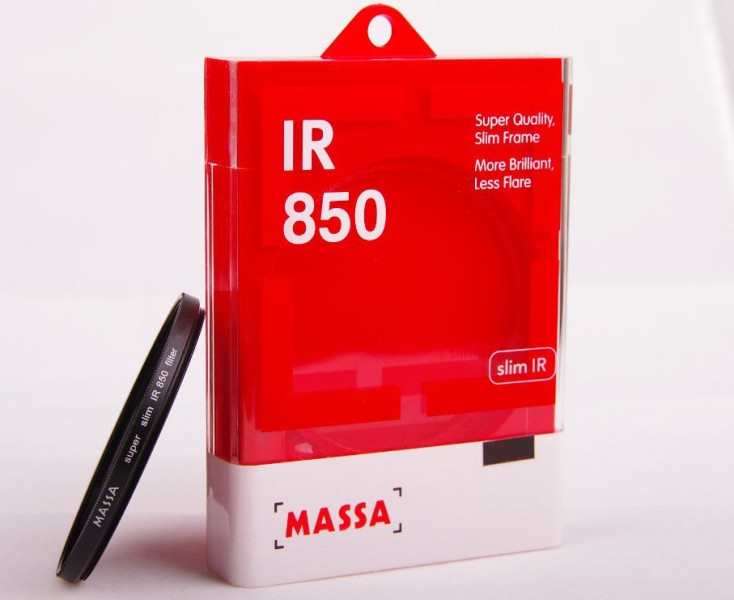 IR
850
Super Quality,
Slim Frame
More Brilliant,
Less Flare
slim IR
MASSA
MASSA super slim IR 850 filter